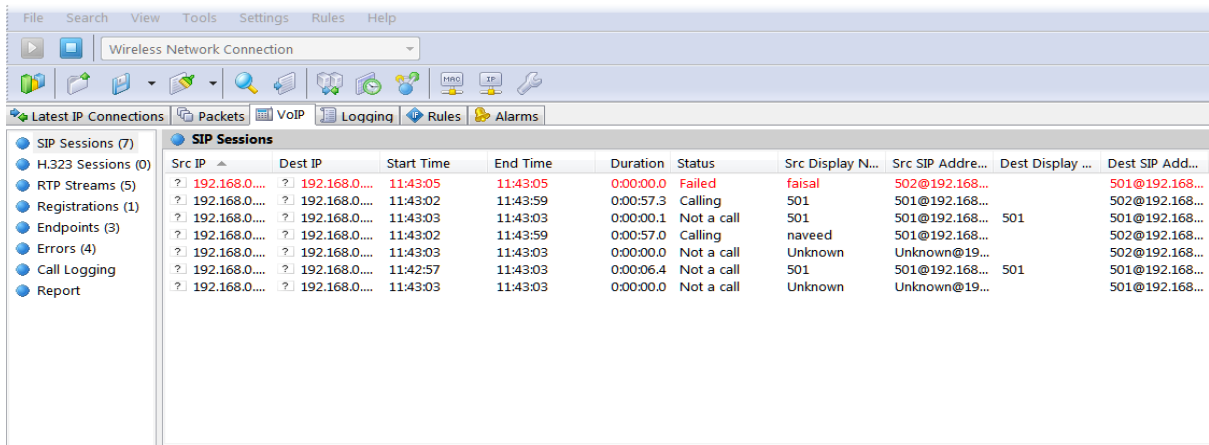 File Search View Tools Settings Rules Help
Wireless Network Connection
MAC IP
Latest IP Connections Packets VoIP Logging Rules Alarms
SIP Sessions (7)
H.323 Sessions (0)
RTP Streams (5)
Registrations (1)
Endpoints (3)
Errors (4)
Call Logging
Report
SIP Sessions
Src IP Dest IP Start Time End Time Duration Status Src Display N... Src SIP Addre... Dest Display ... Dest SIP Add...
? 192.168.0.... ? 192.168.0.... 11:43:05 11:43:05 0:00:00.0 Failed faisal 502@192.168... 501@192.168...
? 192.168.0.... ? 192.168.0.... 11:43:02 11:43:59 0:00:57.3 Calling 501 501@192.168... 502@192.168...
? 192.168.0.... ? 192.168.0.... 11:43:03 11:43:03 0:00:00.1 Not a call 501 501@192.168... 501 501@192.168...
? 192.168.0.... ? 192.168.0.... 11:43:02 11:43:59 0:00:57.0 Calling naveed 501@192.168... 502@192.168...
? 192.168.0.... ? 192.168.0.... 11:43:03 11:43:03 0:00:00.0 Not a call Unknown Unknown@19... 502@192.168...
? 192.168.0.... ? 192.168.0.... 11:42:57 11:43:03 0:00:06.4 Not a call 501 501@192.168... 501 501@192.168...
? 192.168.0.... ? 192.168.0.... 11:43:03 11:43:03 0:00:00.0 Not a call Unknown Unknown@19... 501@192.168...